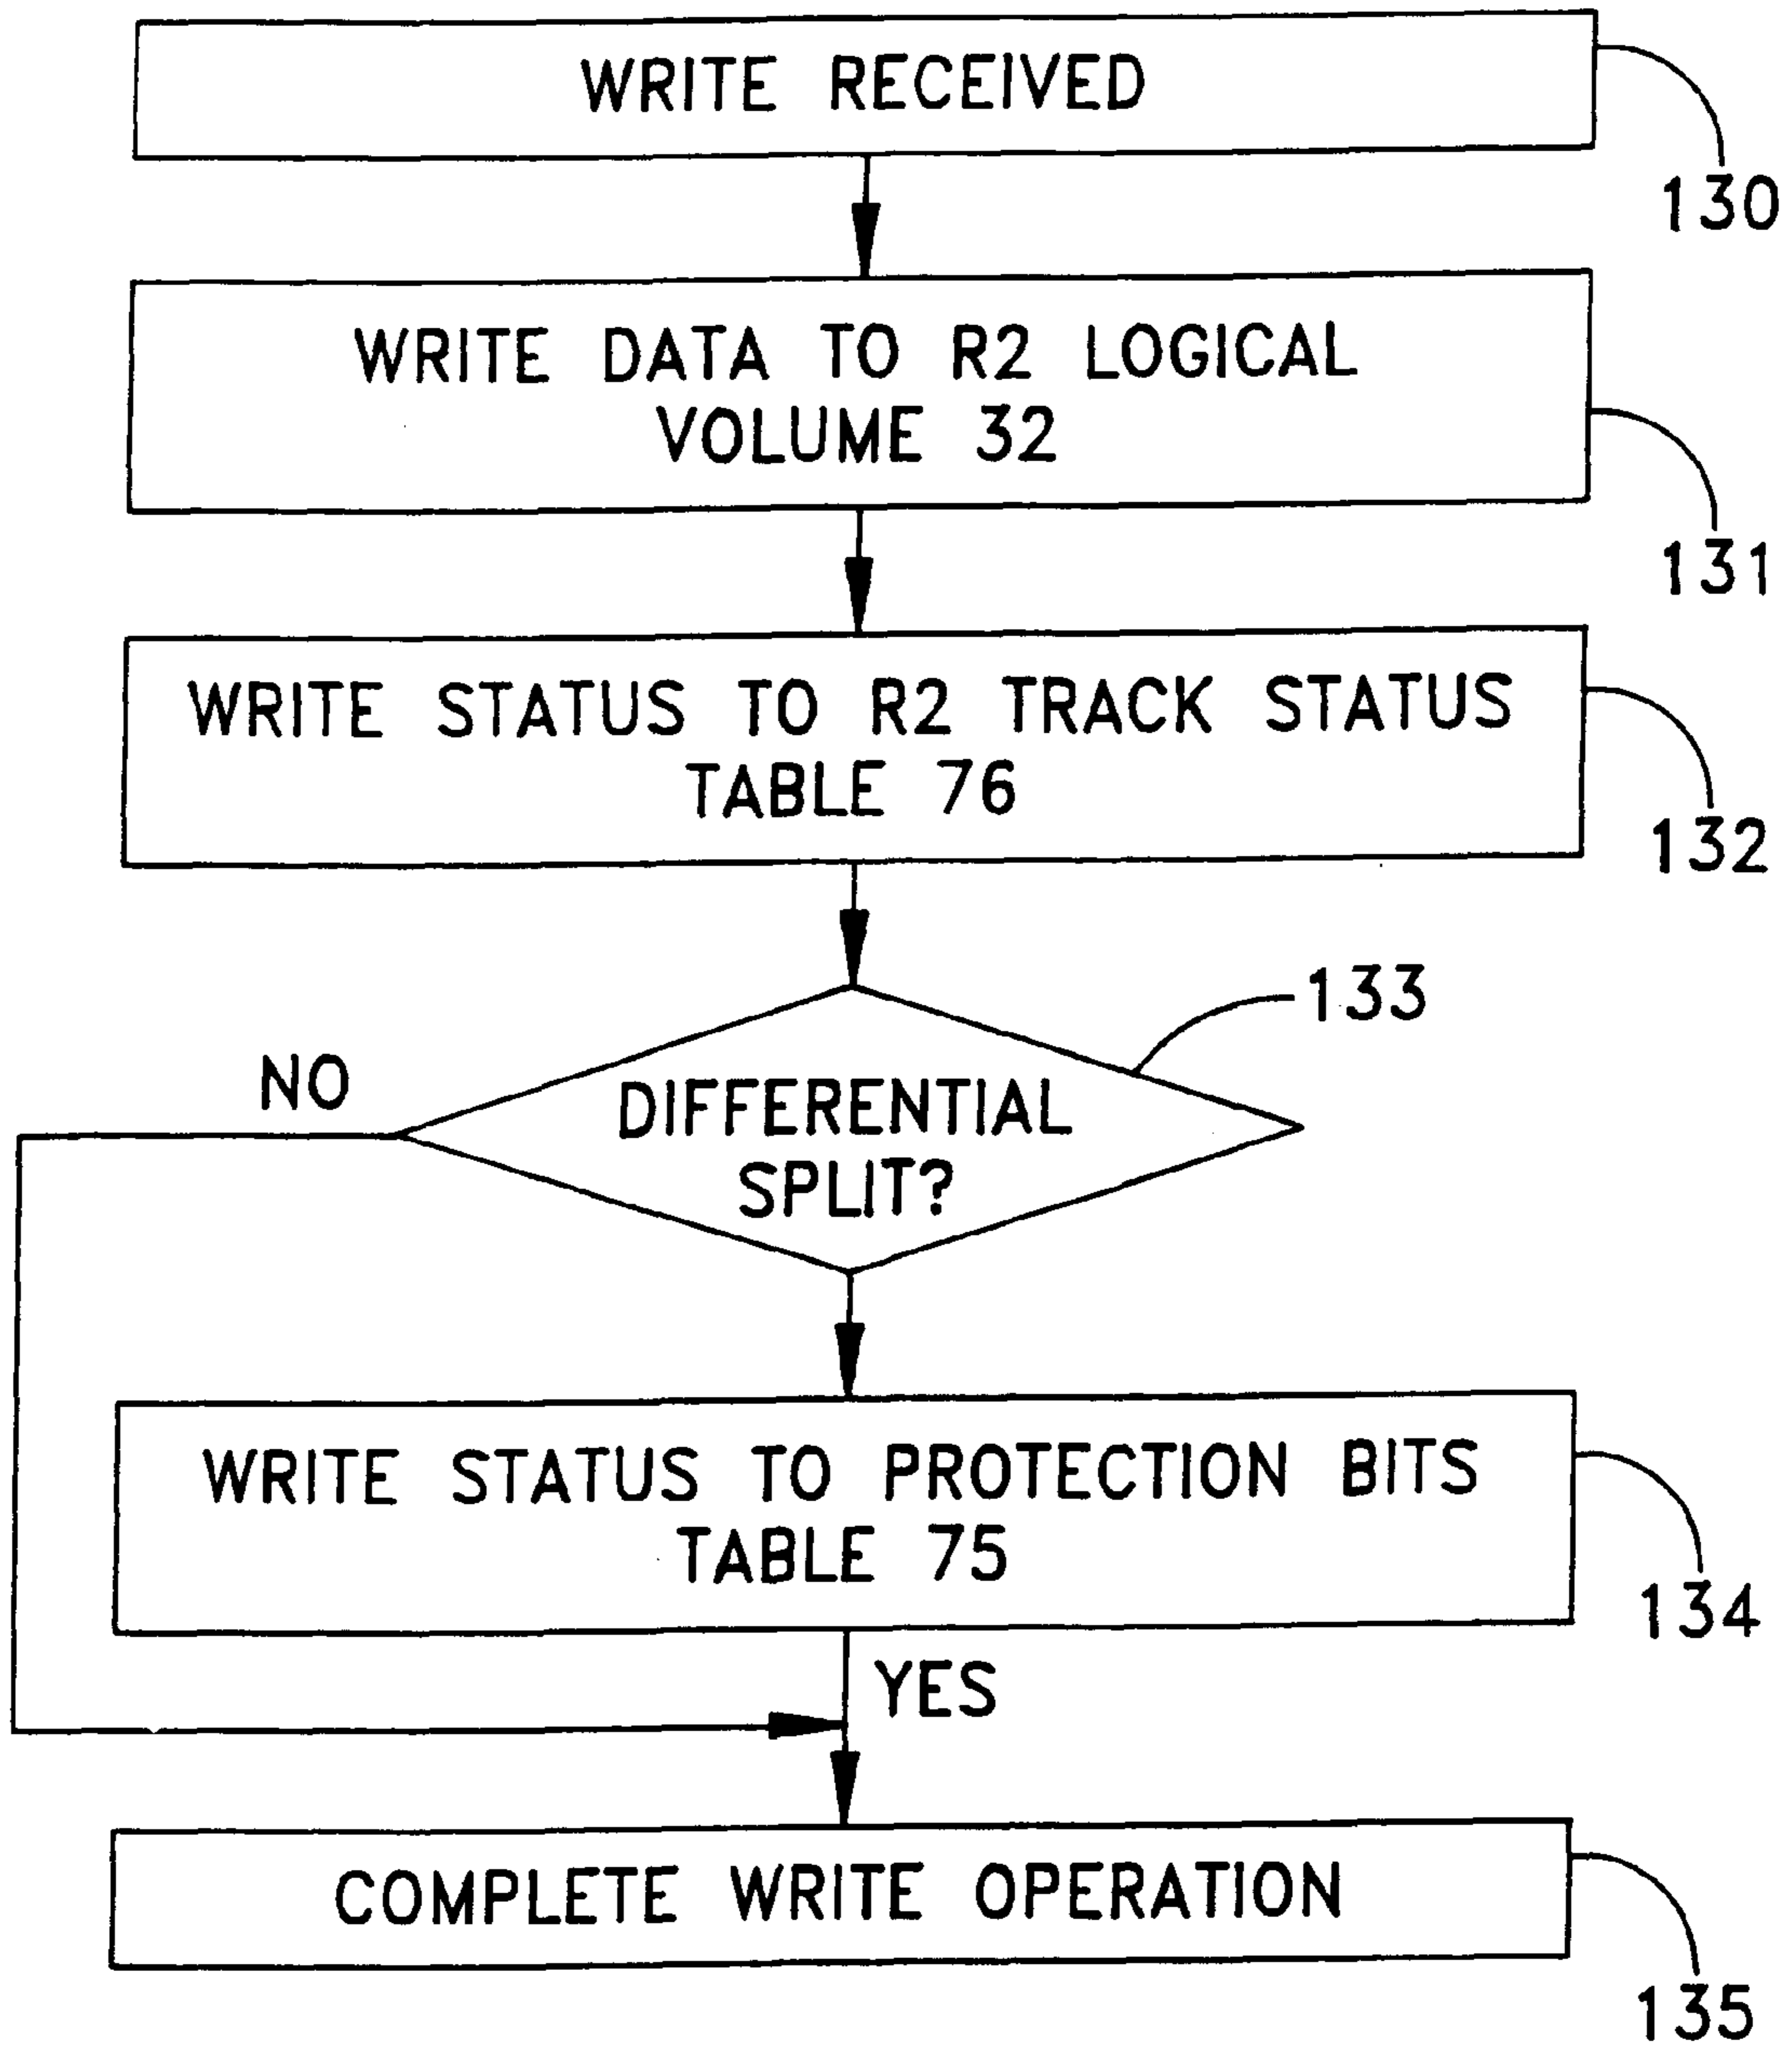 WRITE RECEIVED
130
WRITE DATA TO R2 LOGICAL
VOLUME 32
131
WRITE STATUS TO R2 TRACK STATUS
TABLE 76
132
133
NO
DIFFERENTIAL
SPLIT?
WRITE STATUS TO PROTECTION BITS
TABLE 75
134
YES
COMPLETE WRITE OPERATION
135